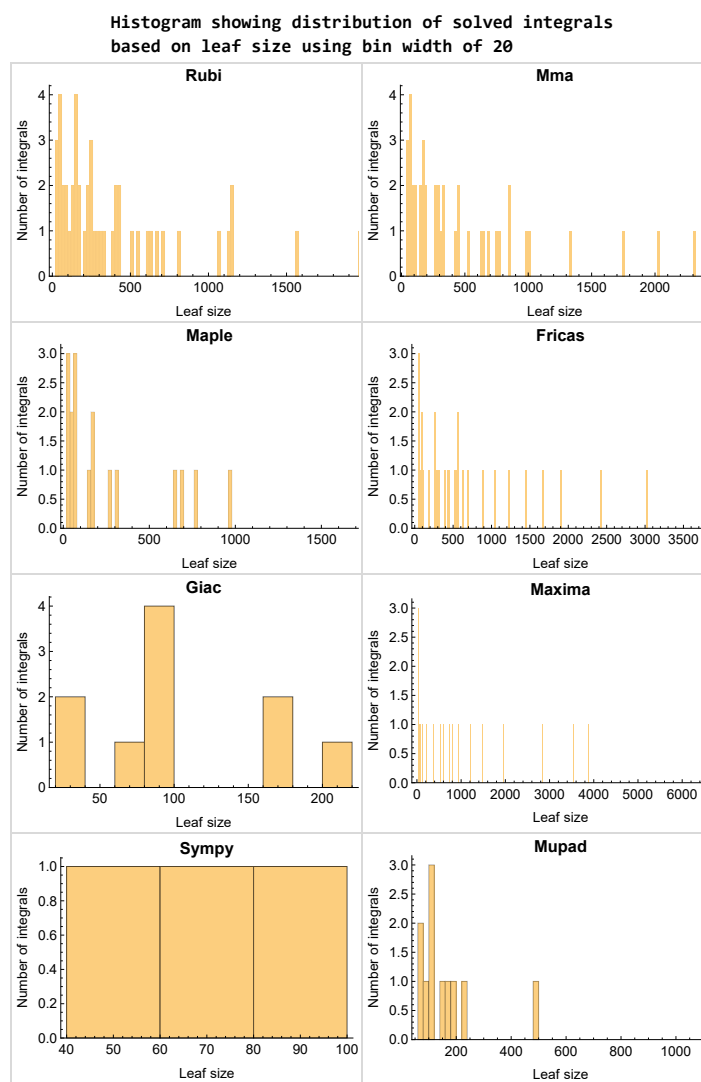 Histogram showing distribution of solved integrals
based on leaf size using bin width of 20
Rubi
Number of integrals
4
3
2
1
0
0 500 1000 1500
Leaf size
Mma
Number of integrals
4
3
2
1
0
0 500 1000 1500 2000
Leaf size
Maple
Number of integrals
3.0
2.5
2.0
1.5
1.0
0.5
0.0
0 500 1000 1500
Leaf size
Fricas
Number of integrals
3.0
2.5
2.0
1.5
1.0
0.5
0.0
0 500 1000 1500 2000 2500 3000 3500
Leaf size
Giac
Number of integrals
4
3
2
1
0
50 100 150 200
Leaf size
Maxima
Number of integrals
3.0
2.5
2.0
1.5
1.0
0.5
0.0
0 1000 2000 3000 4000 5000 6000
Leaf size
Sympy
Number of integrals
1.0
0.8
0.6
0.4
0.2
0.0
40 50 60 70 80 90 100
Leaf size
Mupad
Number of integrals
3.0
2.5
2.0
1.5
1.0
0.5
0.0
200 400 600 800 1000
Leaf size